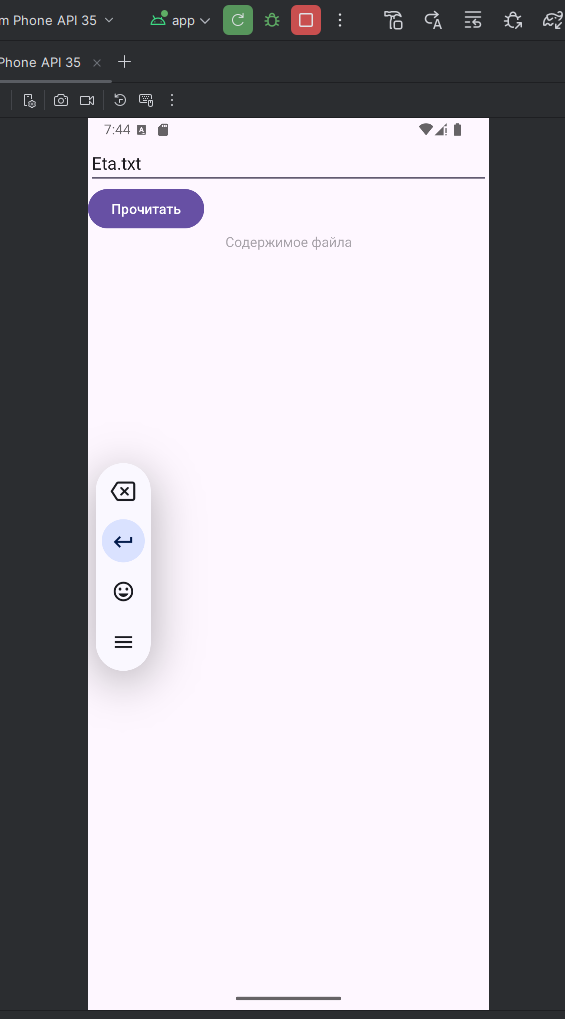 m Phone API 35
app
Phone API 35
7:44
Eta.txt
Прочитать
Содержимое файла